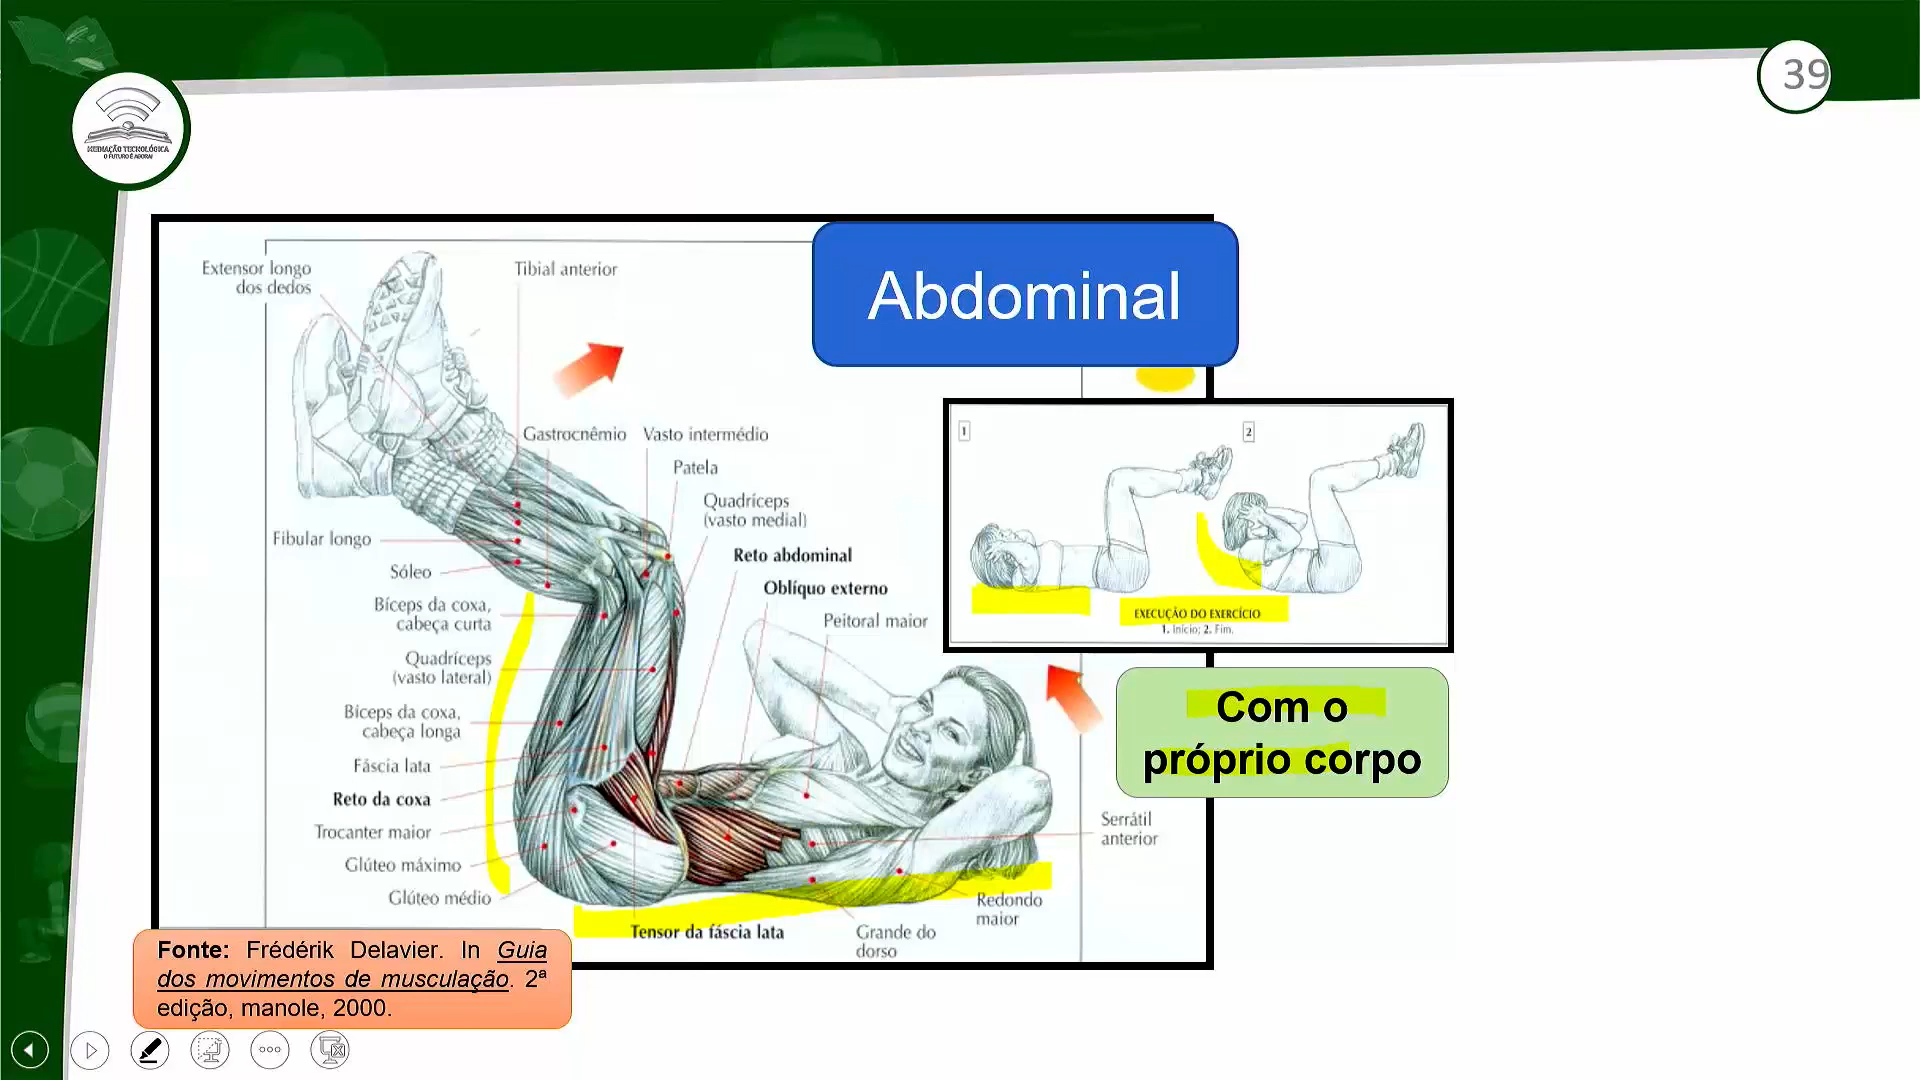 39
MEDIAÇÃO TECNOLÓGICA
O FUTURO É AGORA!
Abdominal
Extensor longo
dos dedos
Tibial anterior
Gastrocnêmio
Vasto intermédio
Patela
Quadríceps
(vasto medial)
Reto abdominal
Oblíquo externo
Peitoral maior
Fibular longo
Sóleo
Bíceps da coxa,
cabeça curta
Quadríceps
(vasto lateral)
Bíceps da coxa,
cabeça longa
Fáscia lata
Reto da coxa
Trocanter maior
Glúteo máximo
Glúteo médio
Tensor da fáscia lata
Grande do
dorso
Redondo
maior
Serrátil
anterior
1
2
EXECUÇÃO DO EXERCÍCIO
1. Início; 2. Fim.
Com o
próprio corpo
Fonte: Frédérik Delavier. In Guia
dos movimentos de musculação. 2ª
edição, manole, 2000.